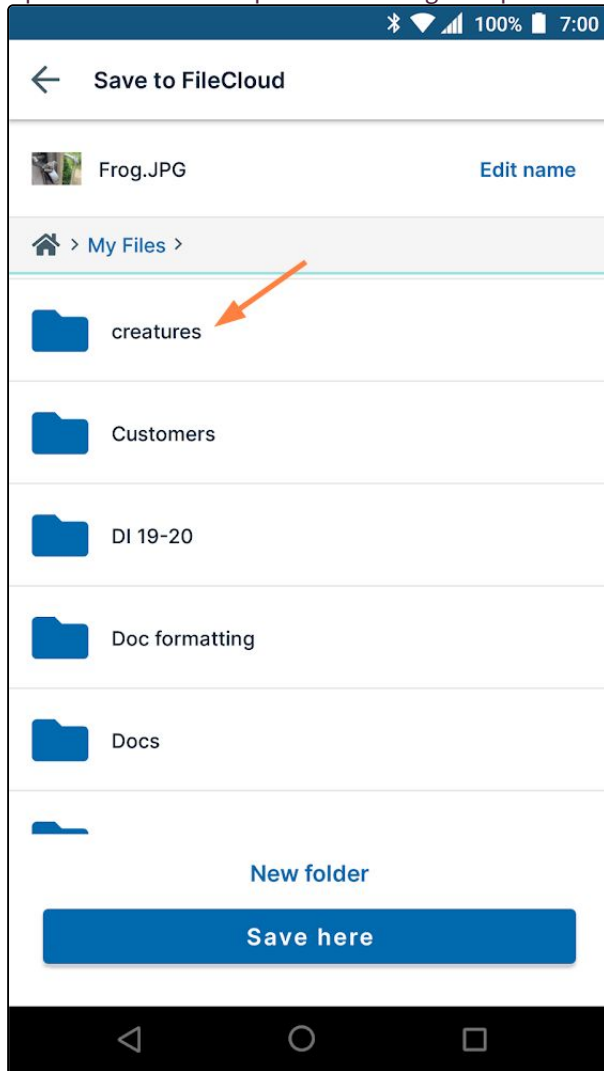 100% 7:00
Save to FileCloud
Frog.JPG Edit name
> My Files >
creatures
Customers
DI 19-20
Doc formatting
Docs
New folder
Save here